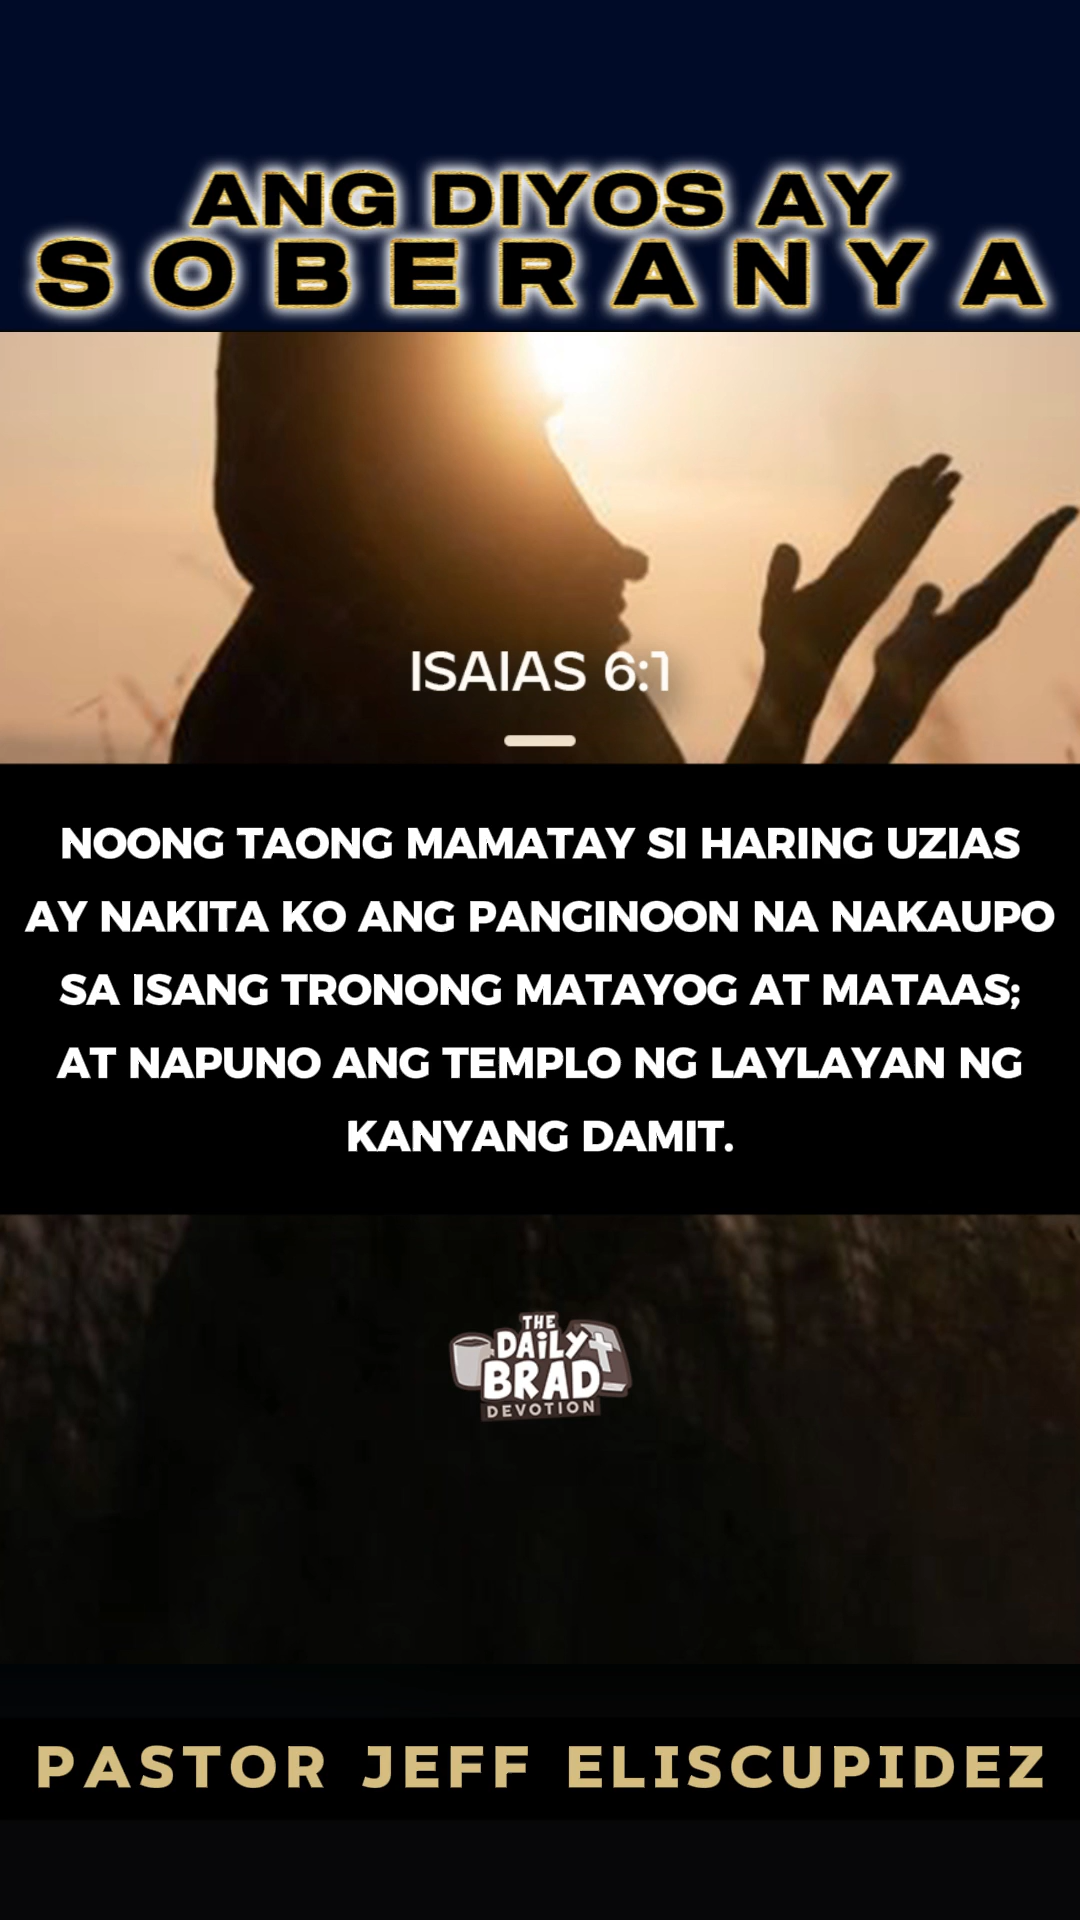 ANG DIYOS AY
SOBERANYA
ISAIAS 6:1
NOONG TAONG MAMATAY SI HARING UZIAS
AY NAKITA KO ANG PANGINOON NA NAKAUPO
SA ISANG TRONONG MATAYOG AT MATAAS;
AT NAPUNO ANG TEMPLO NG LAYLAYAN NG
KANYANG DAMIT.
THE
DAiLY
BRAD
DEVOTION
PASTOR JEFF ELISCUPIDEZ